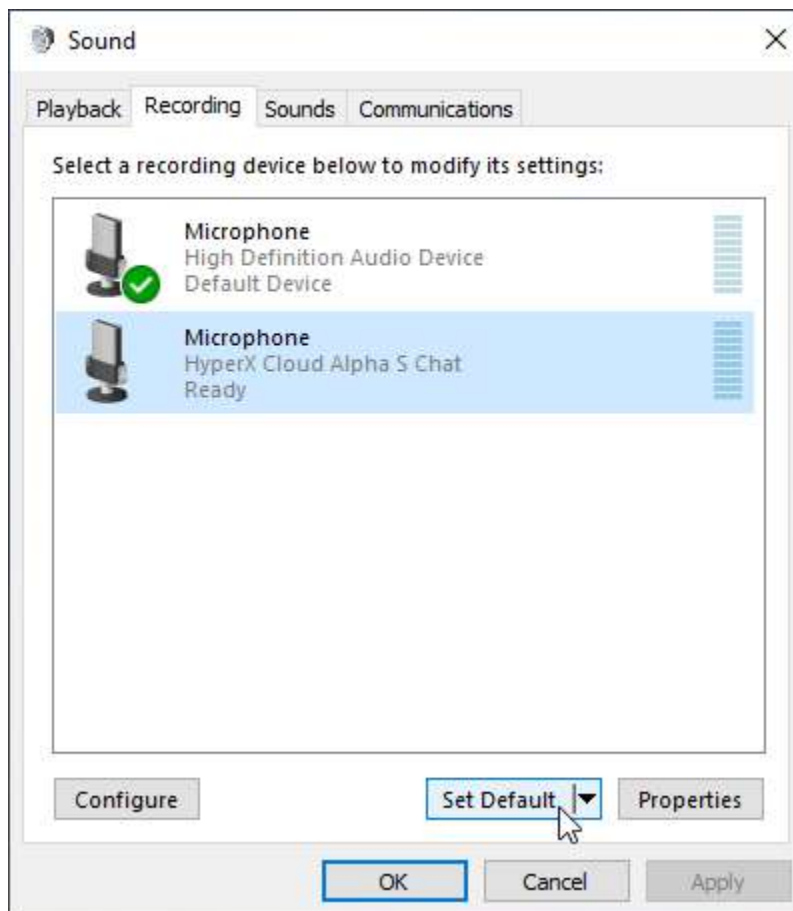 Sound
Playback Recording Sounds Communications
Select a recording device below to modify its settings:
Microphone
High Definition Audio Device
Default Device
Microphone
HyperX Cloud Alpha S Chat
Ready
Configure Set Default Properties
OK Cancel Apply